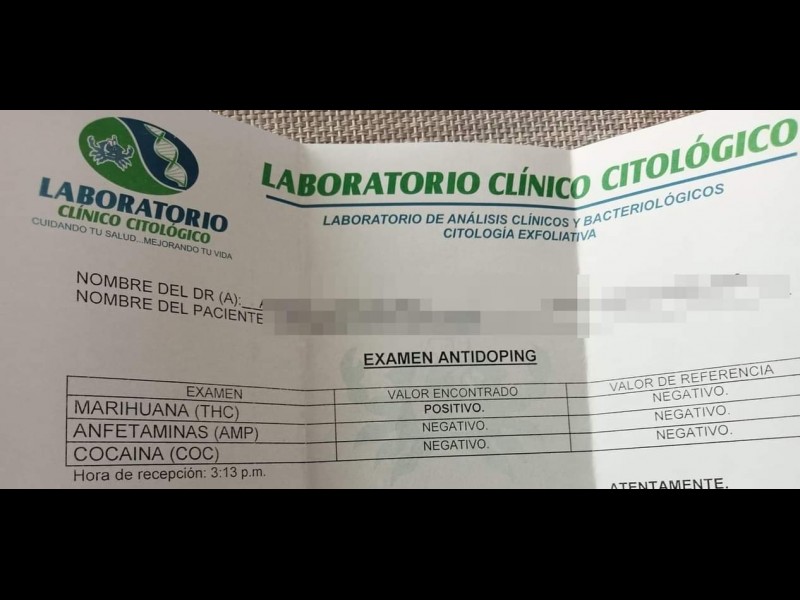 LABORATORIO
CLÍNICO CITOLÓGICO
CUIDANDO TU SALUD...MEJORANDO TU VIDA
LABORATORIO CLÍNICO CITOLÓGICO
LABORATORIO DE ANÁLISIS CLÍNICOS Y BACTERIOLÓGICOS
CITOLOGÍA EXFOLIATIVA
NOMBRE DEL DR (A):
NOMBRE DEL PACIENTE
EXAMEN ANTIDOPING
EXAMEN VALOR ENCONTRADO VALOR DE REFERENCIA
MARIHUANA (THC) POSITIVO. NEGATIVO.
ANFETAMINAS (AMP) NEGATIVO. NEGATIVO.
COCAINA (COC) NEGATIVO. NEGATIVO.
Hora de recepción: 3:13 p.m.
ATENTAMENTE.